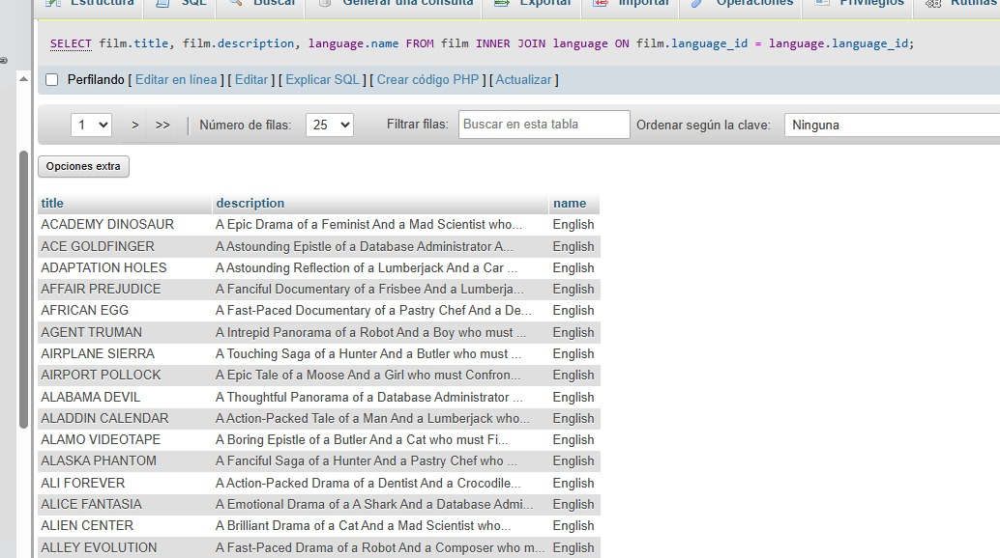 Estructura SQL Buscar Generar una consulta Exportar Importar Operaciones Privilegios Rutinas
SELECT film.title, film.description, language.name FROM film INNER JOIN language ON film.language_id = language.language_id;
Perfilando [ Editar en línea ] [ Editar ] [ Explicar SQL ] [ Crear código PHP ] [ Actualizar ]
1 > >> | Número de filas: 25 Filtrar filas: Buscar en esta tabla Ordenar según la clave: Ninguna
Opciones extra
title description name
ACADEMY DINOSAUR A Epic Drama of a Feminist And a Mad Scientist who... English
ACE GOLDFINGER A Astounding Epistle of a Database Administrator A... English
ADAPTATION HOLES A Astounding Reflection of a Lumberjack And a Car ... English
AFFAIR PREJUDICE A Fanciful Documentary of a Frisbee And a Lumberja... English
AFRICAN EGG A Fast-Paced Documentary of a Pastry Chef And a De... English
AGENT TRUMAN A Intrepid Panorama of a Robot And a Boy who must ... English
AIRPLANE SIERRA A Touching Saga of a Hunter And a Butler who must ... English
AIRPORT POLLOCK A Epic Tale of a Moose And a Girl who must Confron... English
ALABAMA DEVIL A Thoughtful Panorama of a Database Administrator ... English
ALADDIN CALENDAR A Action-Packed Tale of a Man And a Lumberjack who... English
ALAMO VIDEOTAPE A Boring Epistle of a Butler And a Cat who must Fi... English
ALASKA PHANTOM A Fanciful Saga of a Hunter And a Pastry Chef who ... English
ALI FOREVER A Action-Packed Drama of a Dentist And a Crocodile... English
ALICE FANTASIA A Emotional Drama of a A Shark And a Database Admi... English
ALIEN CENTER A Brilliant Drama of a Cat And a Mad Scientist who... English
ALLEY EVOLUTION A Fast-Paced Drama of a Robot And a Composer who m... English